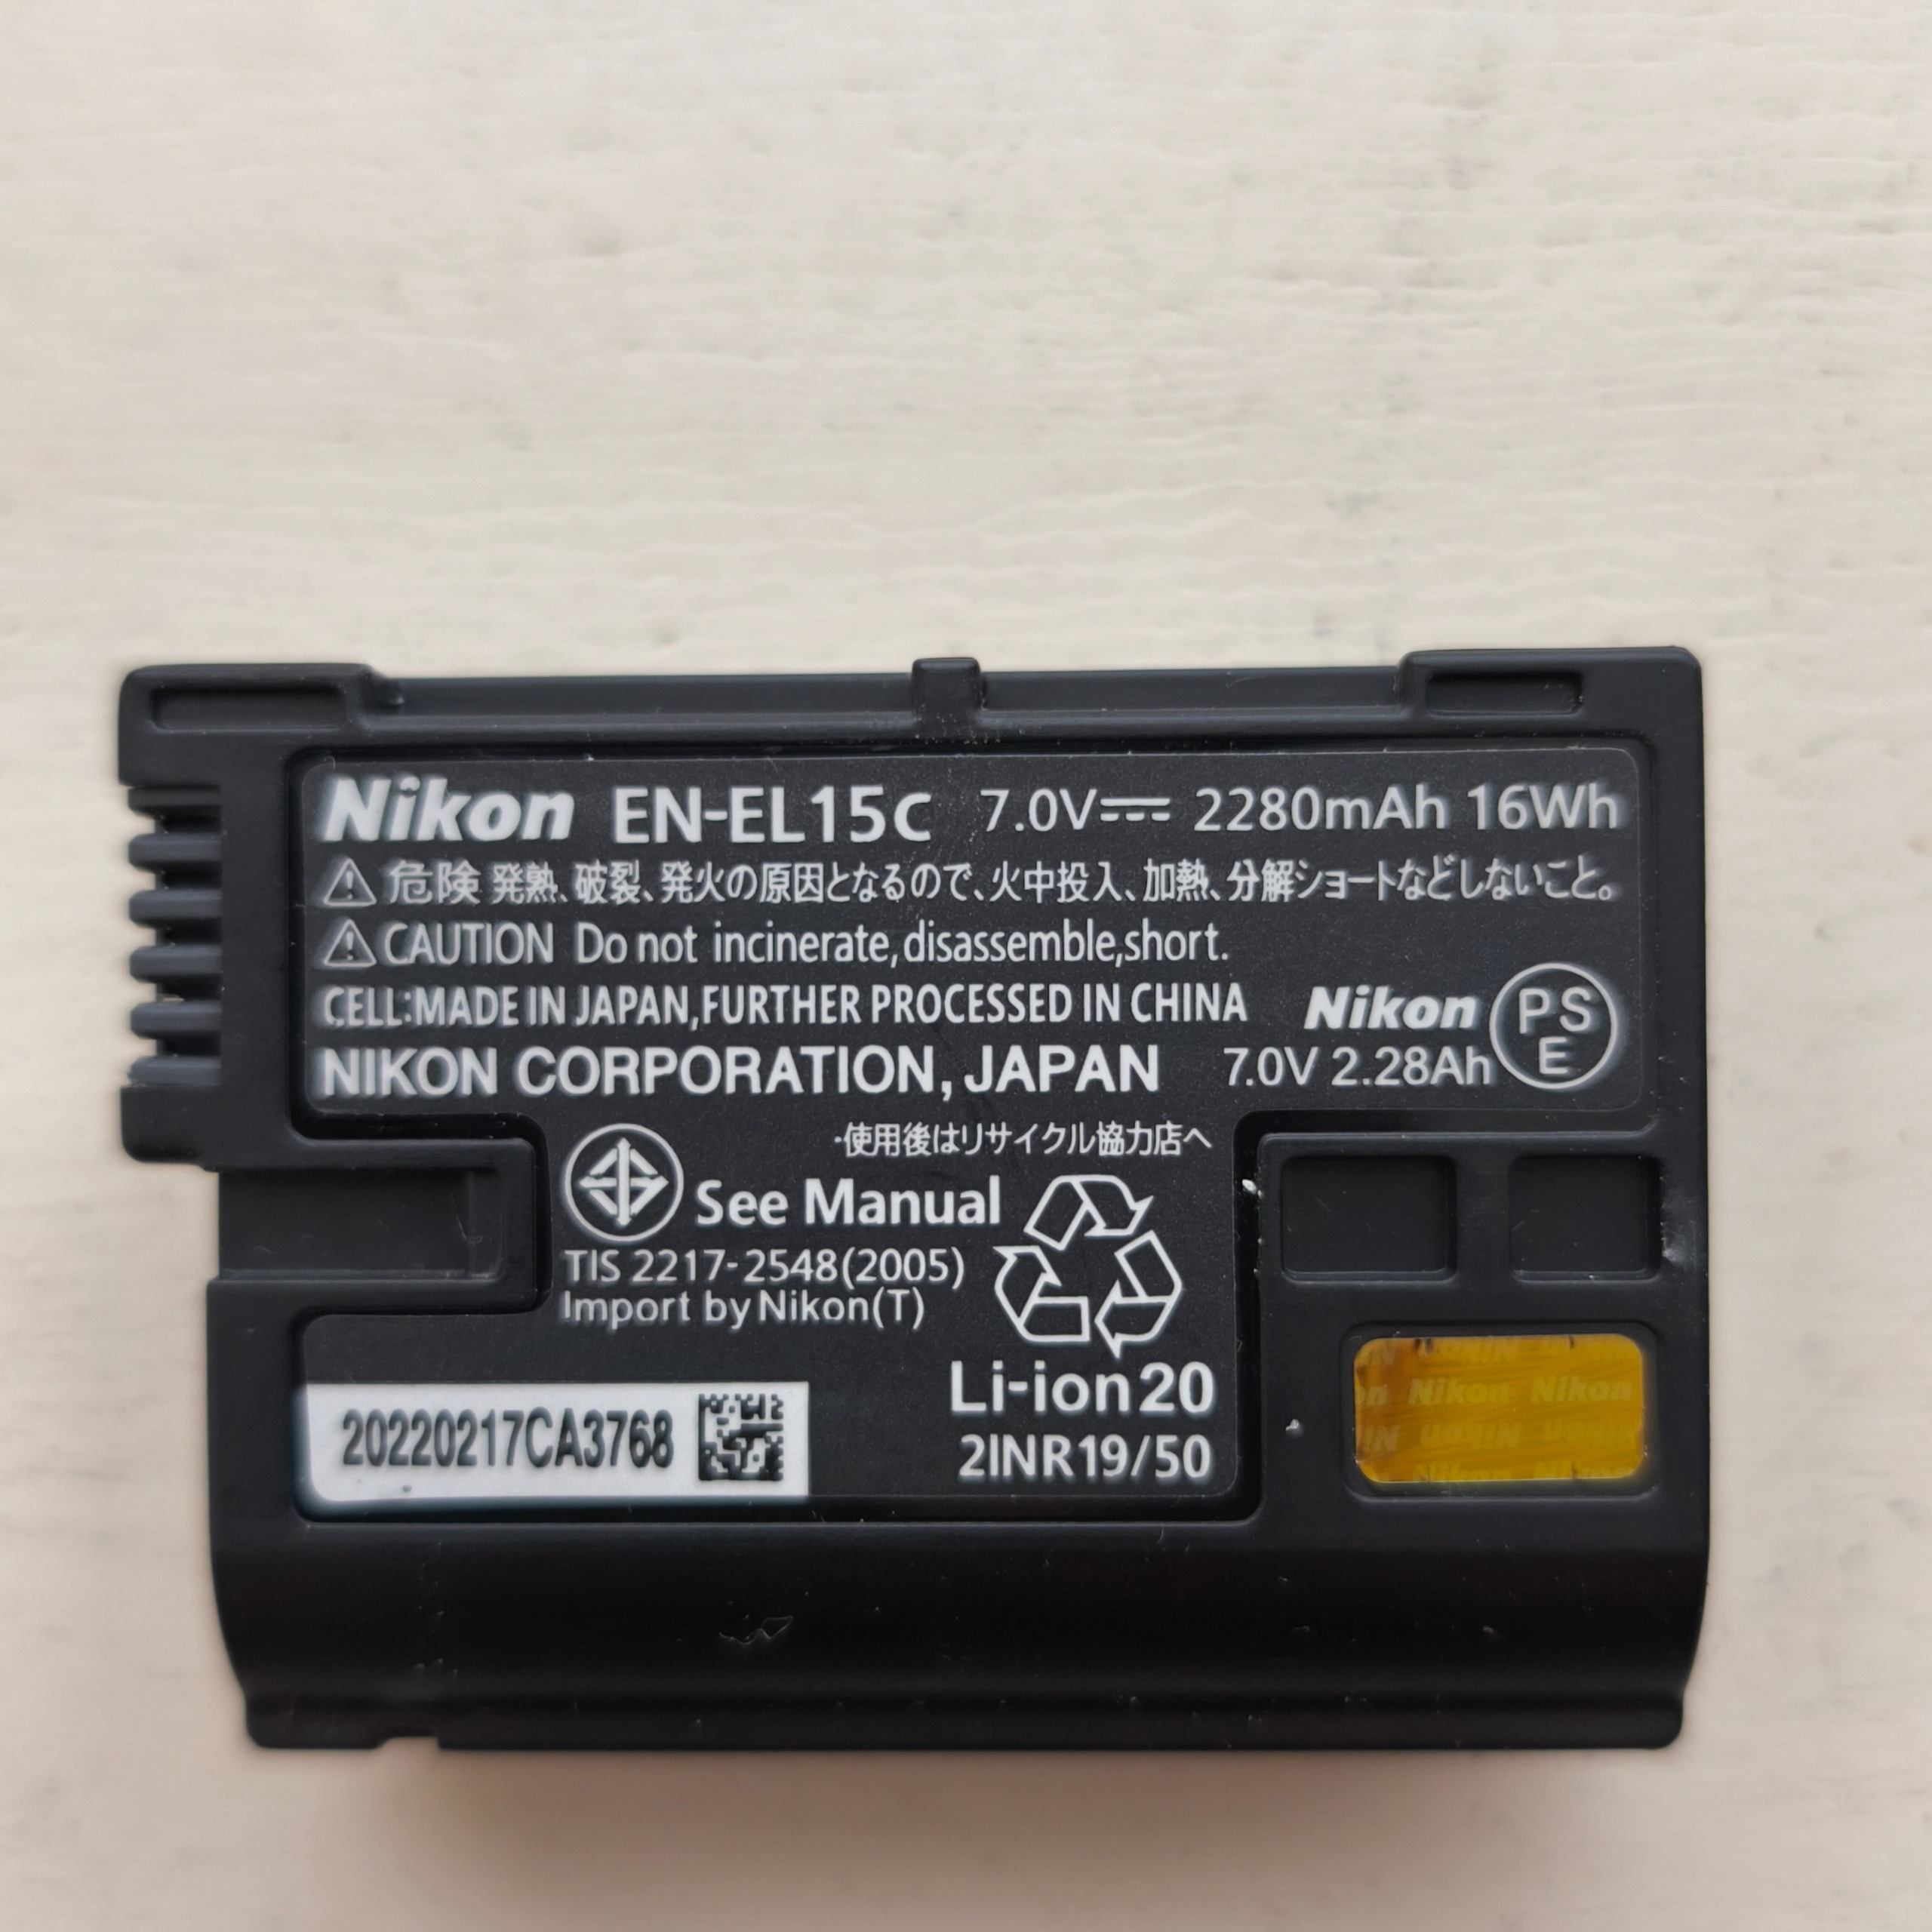 Nikon EN-EL15c 7.0V⎓ 2280mAh 16Wh
⚠危険 発熱、破裂、発火の原因となるので、火中投入、加熱、分解ショートなどしないこと。
⚠CAUTION Do not incinerate,disassemble,short.
CELL:MADE IN JAPAN,FURTHER PROCESSED IN CHINA
NIKON CORPORATION,JAPAN
Nikon
7.0V 2.28Ah
PS
E
・使用後はリサイクル協力店へ
See Manual
TIS 2217-2548(2005)
Import by Nikon(T)
Li-ion20
2INR19/50
20220217CA3768
Nikon Nikon